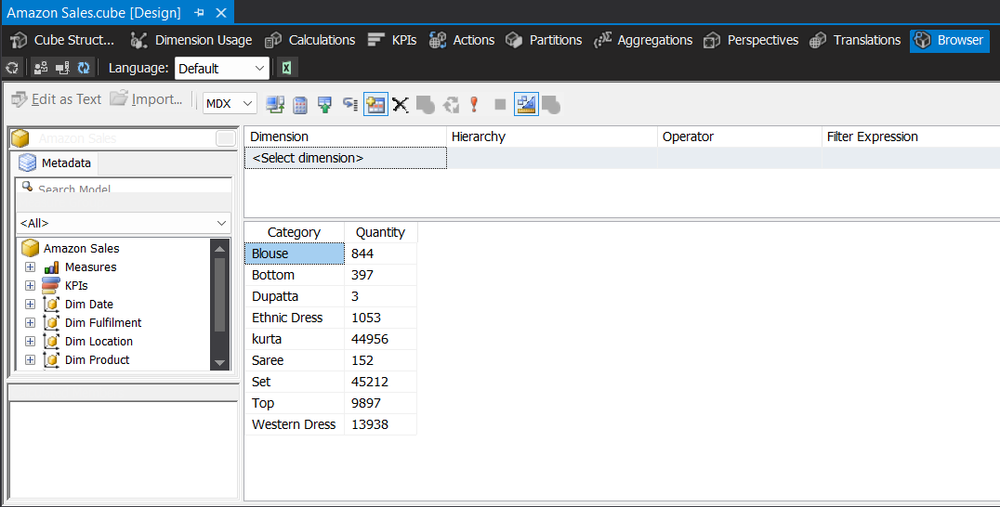 Amazon Sales.cube [Design]
Cube Struct... Dimension Usage Calculations KPIs Actions Partitions Aggregations Perspectives Translations Browser
Language: Default
Edit as Text Import... MDX
Amazon Sales
Metadata
Search Model
<All>
Amazon Sales
Measures
KPIs
Dim Date
Dim Fulfilment
Dim Location
Dim Product
Dimension Hierarchy Operator Filter Expression
<Select dimension>
Category Quantity
Blouse 844
Bottom 397
Dupatta 3
Ethnic Dress 1053
kurta 44956
Saree 152
Set 45212
Top 9897
Western Dress 13938